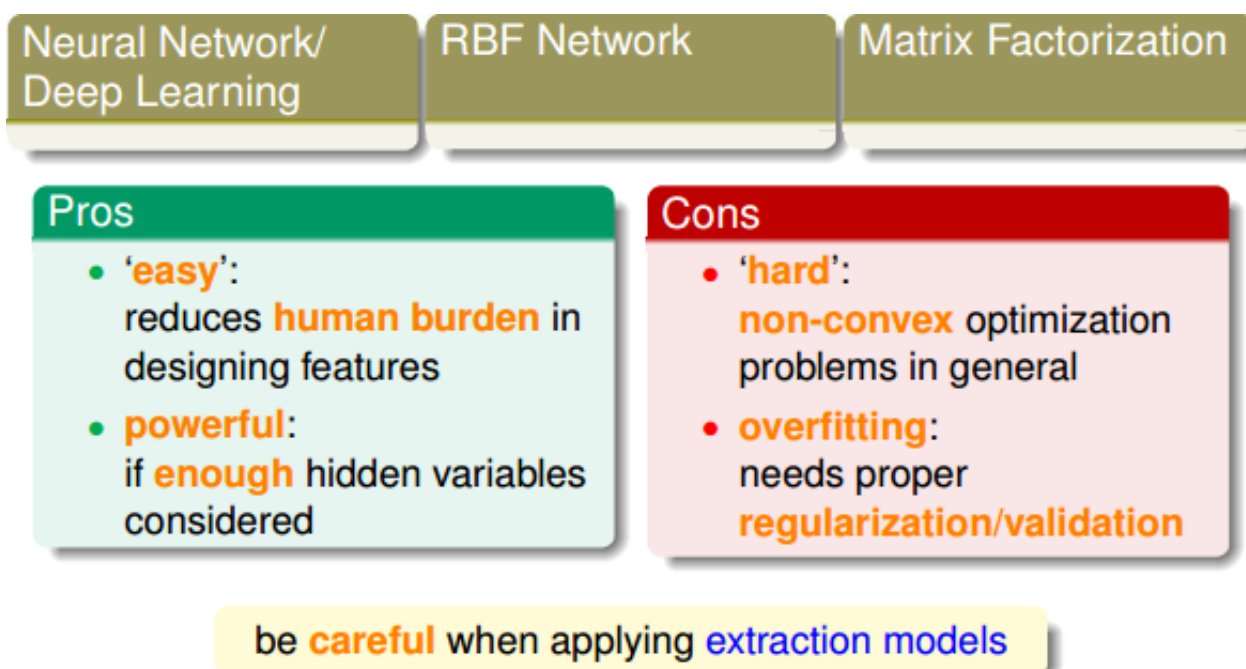 Neural Network/
Deep Learning
RBF Network
Matrix Factorization
Pros
• ‘easy’:
reduces human burden in
designing features
• powerful:
if enough hidden variables
considered
Cons
• ‘hard’:
non-convex optimization
problems in general
• overfitting:
needs proper
regularization/validation
be careful when applying extraction models